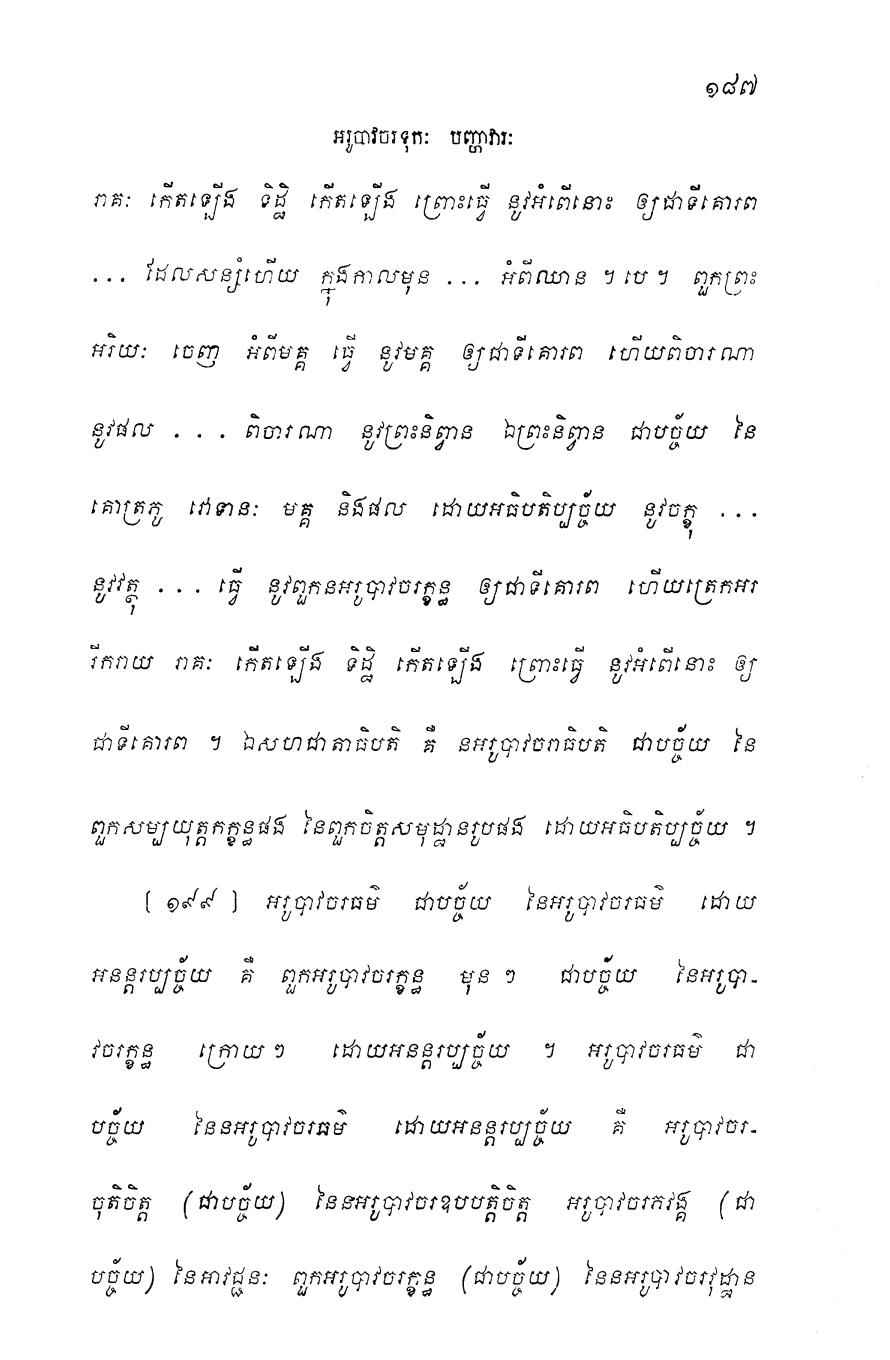 ១៨៧
អរូបាវចរទុកៈ បញ្ហាវារៈ
រាគៈ កើតឡើង ទិដ្ឋិ កើតឡើង ព្រោះធ្វើ នូវអំពើនោះ ឲ្យជាទីគោរព
... ដែលសន្សំហើយ ក្នុងកាលមុន ... អំពីឈាន ។ បេ ។ ពួកព្រះ
អរិយៈ ចេញ អំពីមគ្គ ធ្វើ នូវមគ្គ ឲ្យជាទីគោរព ហើយពិចារណា
នូវផល ... ពិចារណា នូវព្រះនិព្វាន ឯព្រះនិព្វាន ជាបច្ច័យ នៃ
គោត្រភូ វោទានៈ មគ្គ និងផល ដោយអធិបតិប្បច្ច័យ នូវចក្ខុ ...
នូវវត្ថុ ... ធ្វើ នូវពួកនអរូបាវចរក្ខន្ធ ឲ្យជាទីគោរព ហើយត្រេកអរ
រីករាយ រាគៈ កើតឡើង ទិដ្ឋិ កើតឡើង ព្រោះធ្វើ នូវអំពើនោះ ឲ្យ
ជាទីគោរព ។ ឯសហជាតាធិបតិ គឺ នអរូបាវចរាធិបតិ ជាបច្ច័យ នៃ
ពួកសម្បយុត្តកក្ខន្ធផង នៃពួកចិត្តសមុដ្ឋានរូបផង ដោយអធិបតិប្បច្ច័យ ។
[ ១៩៩ ] អរូបាវចរធម៌ ជាបច្ច័យ នៃអរូបាវចរធម៌ ដោយ
អនន្តរប្បច្ច័យ គឺ ពួកអរូបាវចរក្ខន្ធ មុន ៗ ជាបច្ច័យ នៃអរូបា-
វចរក្ខន្ធ ក្រោយ ៗ ដោយអនន្តរប្បច្ច័យ ។ អរូបាវចរធម៌ ជា
បច្ច័យ នៃនអរូបាវចរធម៌ ដោយអនន្តរប្បច្ច័យ គឺ អរូបាវចរ-
ចុតិចិត្ត (ជាបច្ច័យ) នៃនអរូបាវចរឧបបត្តិចិត្ត អរូបាវចរភវង្គ (ជា
បច្ច័យ) នៃអាវជ្ជនៈ ពួកអរូបាវចរក្ខន្ធ (ជាបច្ច័យ) នៃនអរូបាវចរវុដ្ឋាន